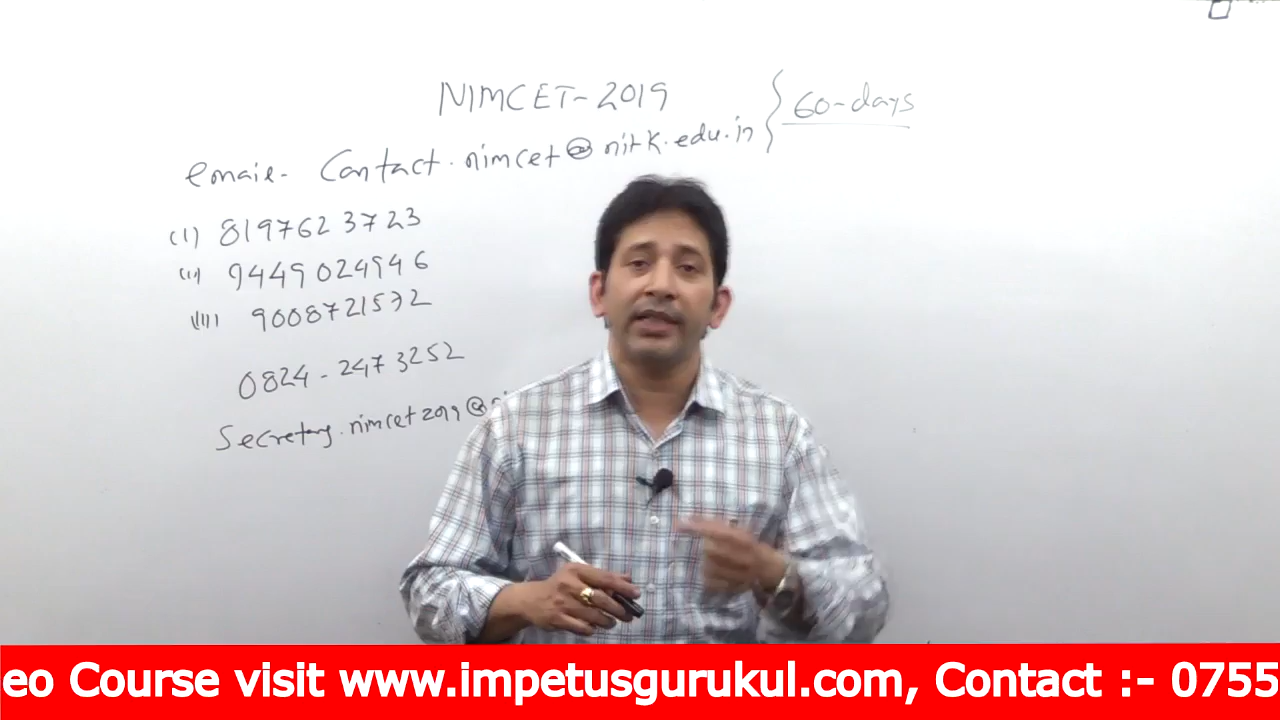 NIMCET-2019 } 60-days
email- Contact.nimcet@nitk.edu.in
(I) 8197623723
(II) 9449024946
(III) 9008721572
0824-2473252
Secretary.nimcet2019@
eo Course visit www.impetusgurukul.com, Contact :- 0755